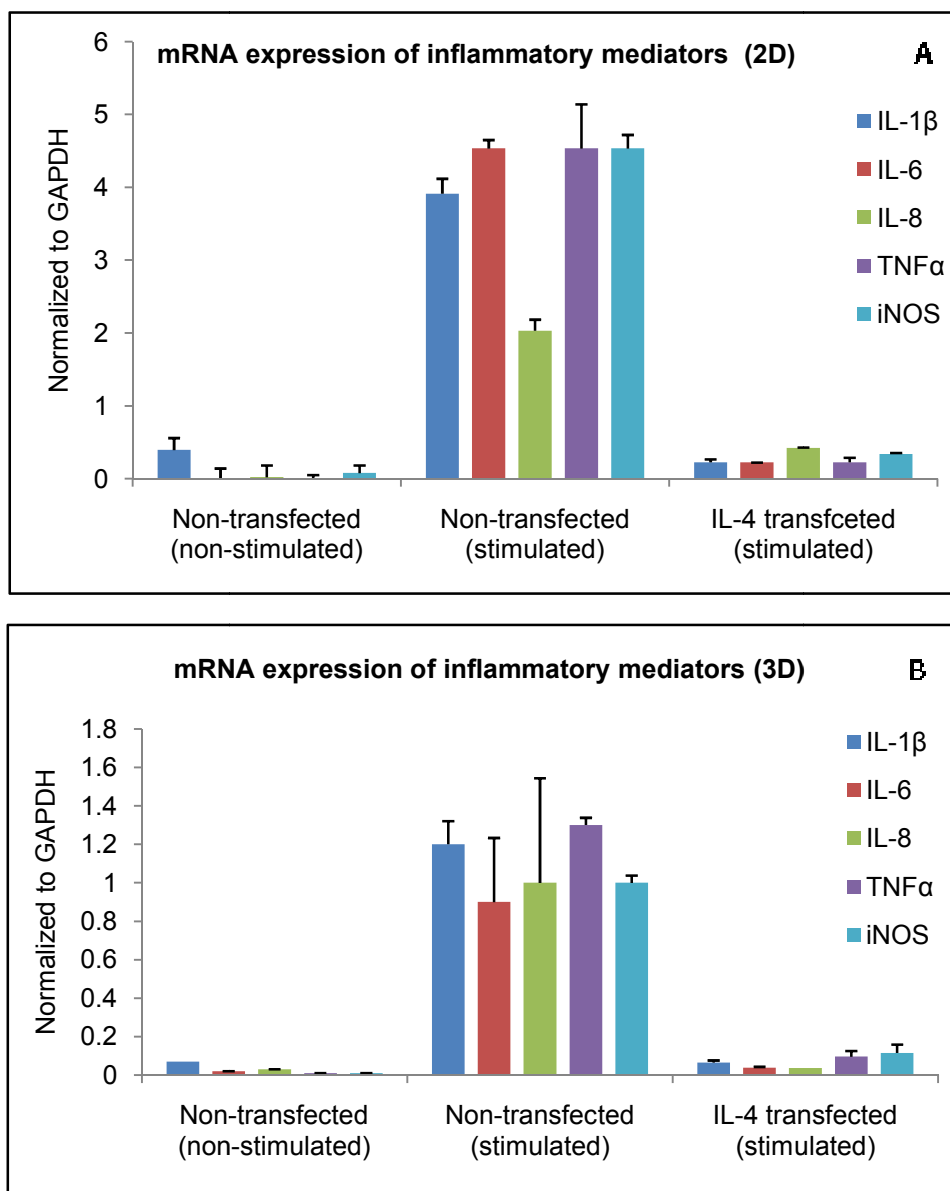 mRNA expression of inflammatory mediators (2D)
A
Normalized to GAPDH
6
5
4
3
2
1
0
IL-1β
IL-6
IL-8
TNFα
iNOS
Non-transfected
(non-stimulated)
Non-transfected
(stimulated)
IL-4 transfceted
(stimulated)
mRNA expression of inflammatory mediators (3D)
B
Normalized to GAPDH
1.8
1.6
1.4
1.2
1
0.8
0.6
0.4
0.2
0
IL-1β
IL-6
IL-8
TNFα
iNOS
Non-transfected
(non-stimulated)
Non-transfected
(stimulated)
IL-4 transfected
(stimulated)